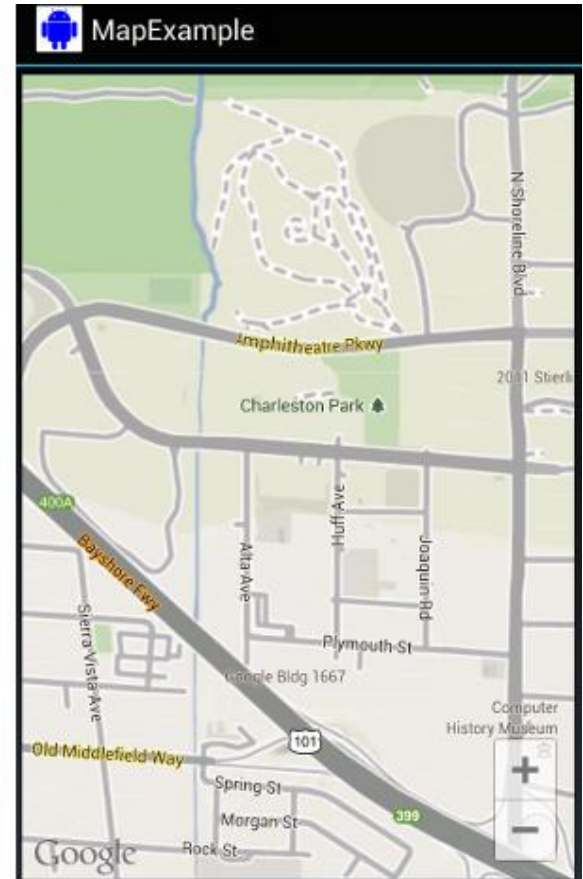 MapExample
N Shoreline Blvd
Amphitheatre Pkwy
2011 Stierli
Charleston Park
400A
Huff Ave
Bayshore Fwy
Alta Ave
Joaquin Rd
Sierra Vista Ave
Plymouth St
Google Bldg 1667
Computer
History Museum
101
Old Middlefield Way
+
Spring St
399
Morgan St
−
Google
Rock St